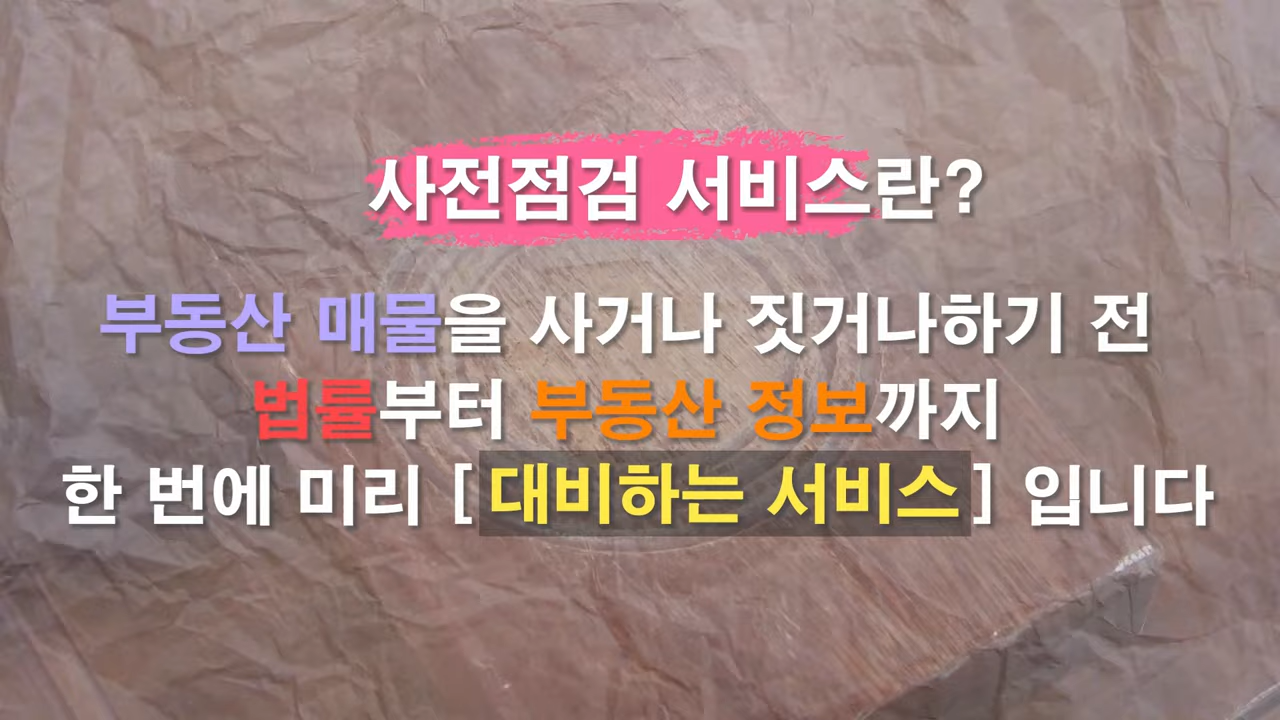 사전점검 서비스란?
부동산 매물을 사거나 짓거나하기 전
법률부터 부동산 정보까지
한 번에 미리 [대비하는 서비스] 입니다